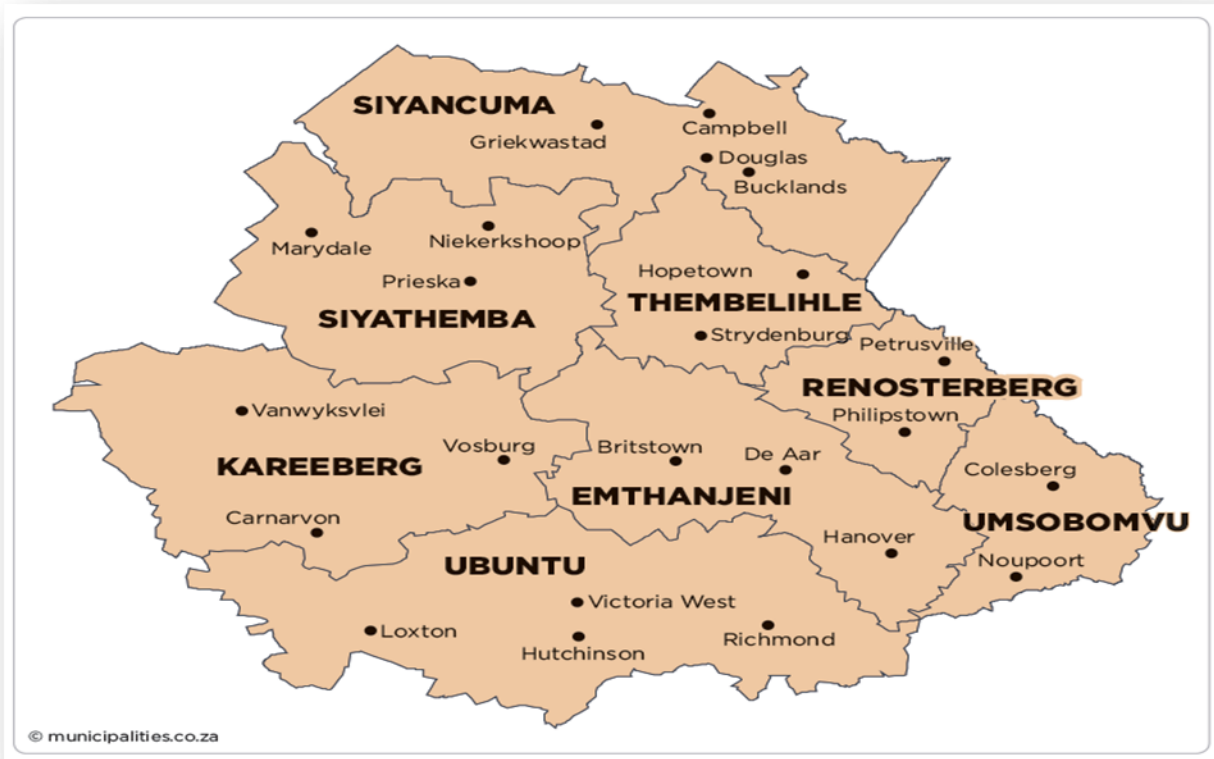 SIYANCUMA
Griekwastad
Campbell
Douglas
Bucklands
Marydale
Niekerkshoop
Prieska
SIYATHEMBA
Hopetown
THEMBELIHLE
Strydenburg
Petrusville
RENOSTERBERG
Philipstown
Vanwyksvlei
Vosburg
KAREEBERG
Carnarvon
Britstown
De Aar
EMTHANJENI
Hanover
Colesberg
UMSOBOMVU
Noupoort
UBUNTU
Victoria West
Loxton
Hutchinson
Richmond
© municipalities.co.za